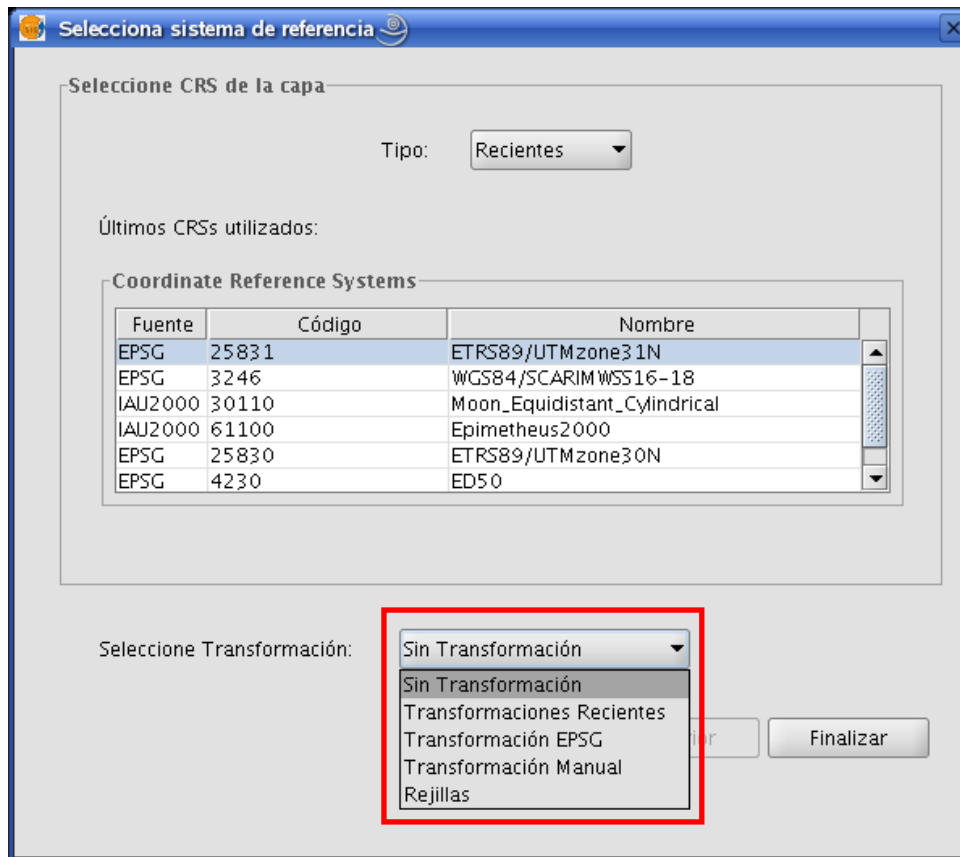 Selecciona sistema de referencia
Seleccione CRS de la capa
Tipo: Recientes
Últimos CRSs utilizados:
Coordinate Reference Systems
Fuente Código Nombre
EPSG 25831 ETRS89/UTMzone31N
EPSG 3246 WGS84/SCARIMWSS16-18
IAU2000 30110 Moon_Equidistant_Cylindrical
IAU2000 61100 Epimetheus2000
EPSG 25830 ETRS89/UTMzone30N
EPSG 4230 ED50
Seleccione Transformación: Sin Transformación
Sin Transformación
Transformaciones Recientes
Transformación EPSG
Finalizar
Transformación Manual
Rejillas